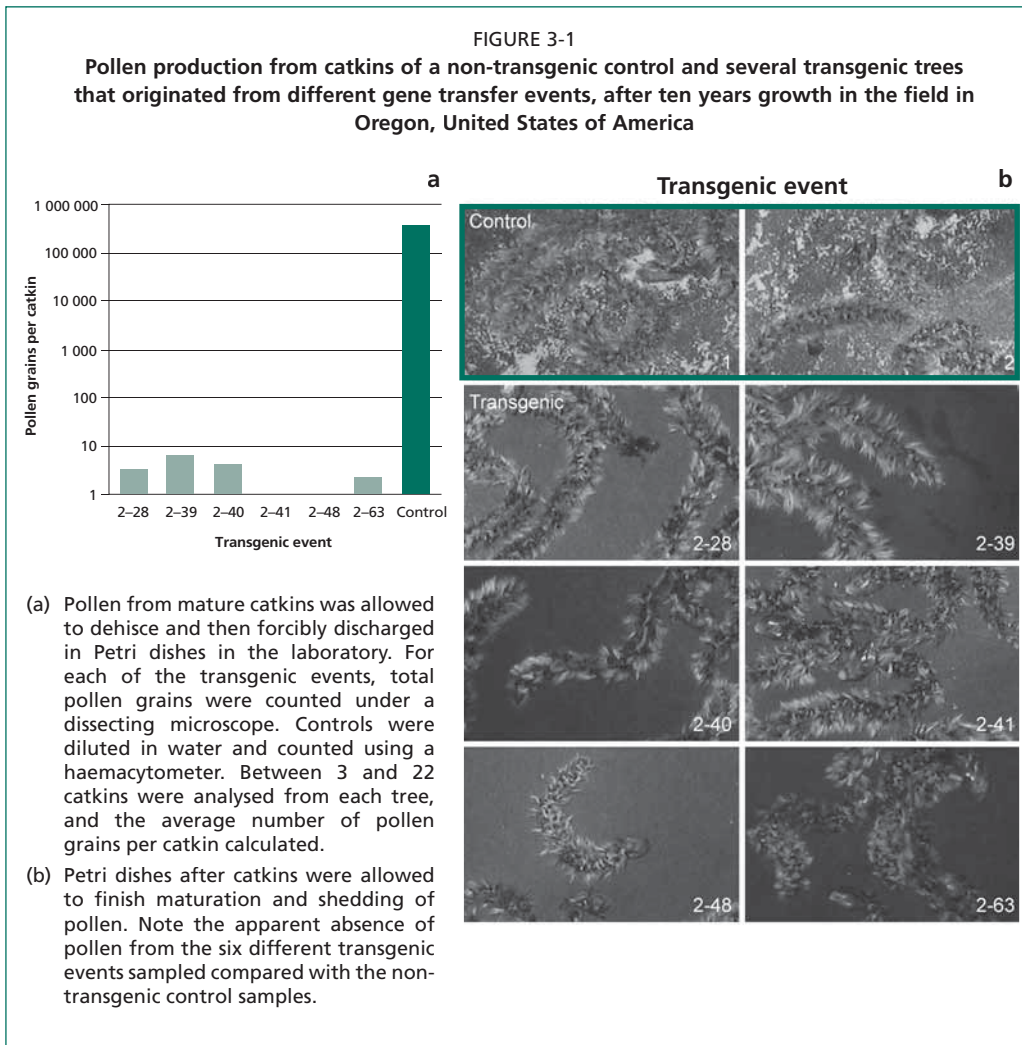 FIGURE 3-1
Pollen production from catkins of a non-transgenic control and several transgenic trees
that originated from different gene transfer events, after ten years growth in the field in
Oregon, United States of America
a
1 000 000
100 000
10 000
1 000
100
10
1
Pollen grains per catkin
2–28 2–39 2–40 2–41 2–48 2–63 Control
Transgenic event
(a) Pollen from mature catkins was allowed
to dehisce and then forcibly discharged
in Petri dishes in the laboratory. For
each of the transgenic events, total
pollen grains were counted under a
dissecting microscope. Controls were
diluted in water and counted using a
haemacytometer. Between 3 and 22
catkins were analysed from each tree,
and the average number of pollen
grains per catkin calculated.
(b) Petri dishes after catkins were allowed
to finish maturation and shedding of
pollen. Note the apparent absence of
pollen from the six different transgenic
events sampled compared with the non-
transgenic control samples.
Transgenic event
b
Control
1
2
Transgenic
2-28
2-39
2-40
2-41
2-48
2-63